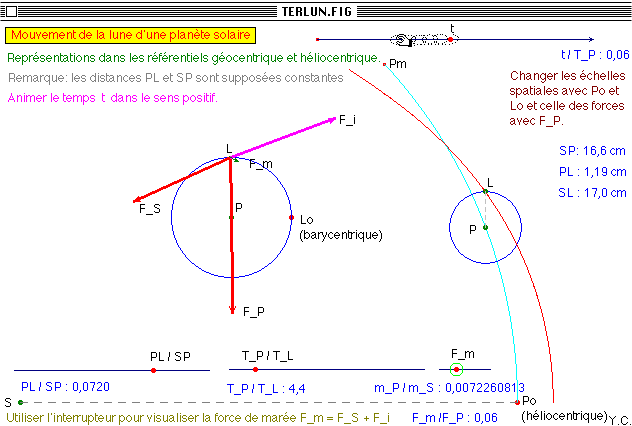 TERLUN.FIG
Mouvement de la lune d'une planète solaire
t
Représentations dans les référentiels géocentrique et héliocentrique.
Pm
t / T_P : 0,06
Remarque: les distances PL et SP sont supposées constantes
Animer le temps t dans le sens positif.
Changer les échelles
spatiales avec Po et
Lo et celle des forces
avec F_P.
F_i
L
F_m
SP: 16,6 cm
PL : 1,19 cm
SL : 17,0 cm
L
F_S
P
Lo
(barycentrique)
P
F_P
PL / SP
T_P / T_L
F_m
PL / SP : 0,0720
T_P / T_L : 4,4
m_P / m_S : 0,0072260813
S
Po
(héliocentrique)
Utiliser l'interrupteur pour visualiser la force de marée F_m = F_S + F_i
F_m /F_P : 0,06
Y.C.